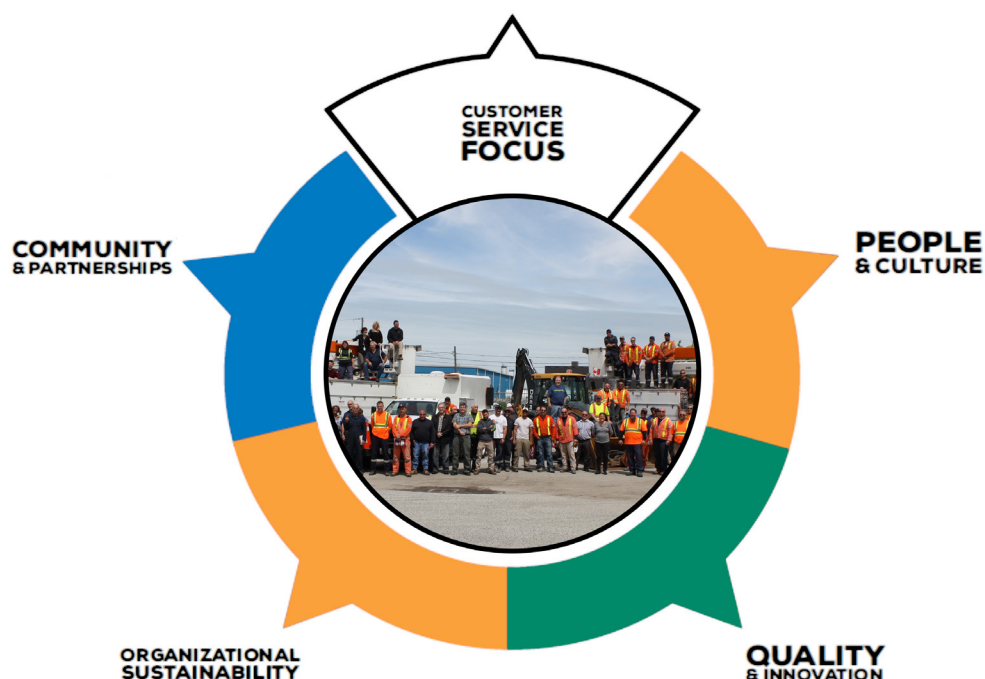 CUSTOMER
SERVICE
FOCUS
COMMUNITY
& PARTNERSHIPS
PEOPLE
& CULTURE
ORGANIZATIONAL
SUSTAINABILITY
QUALITY
& INNOVATION